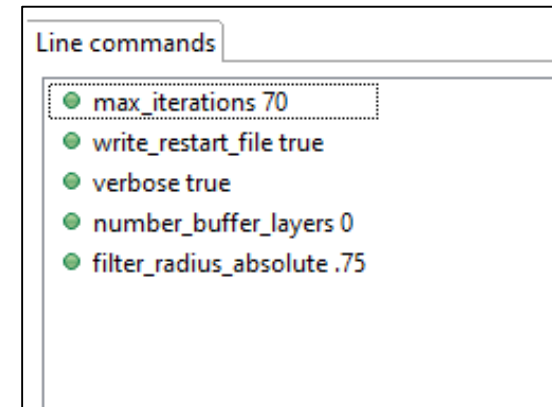 Line commands
max_iterations 70
write_restart_file true
verbose true
number_buffer_layers 0
filter_radius_absolute .75